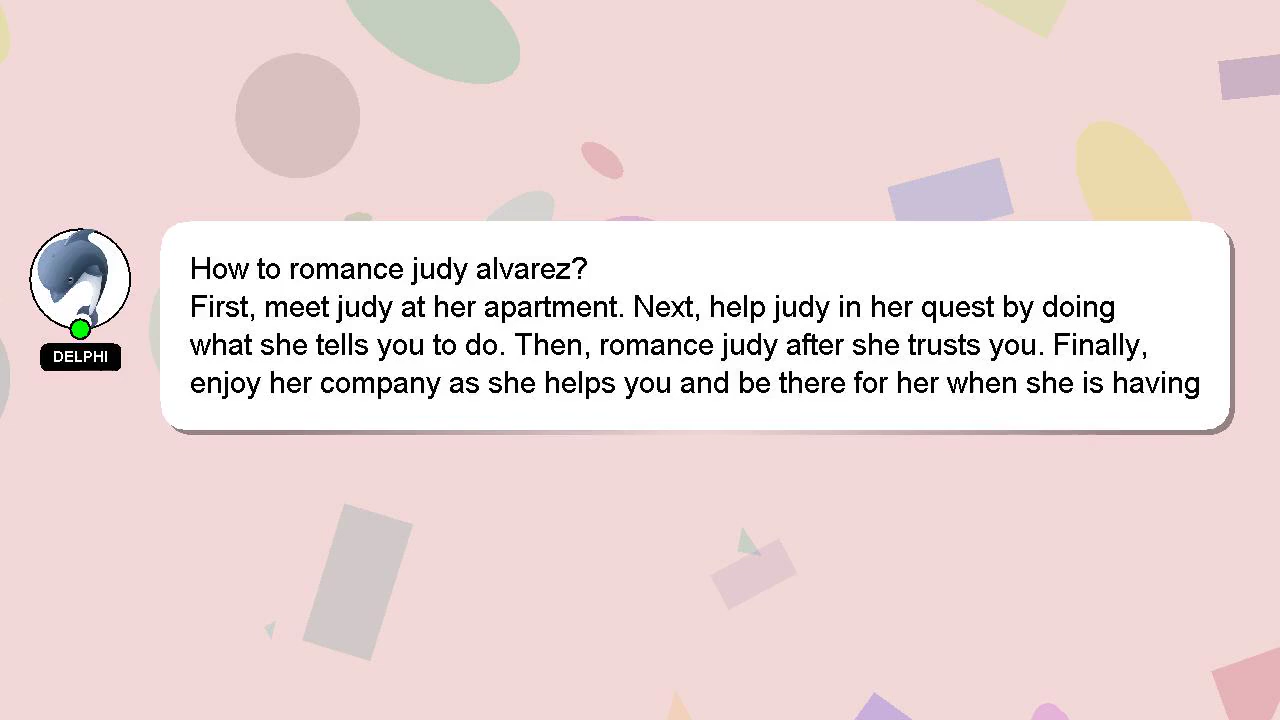 How to romance judy alvarez?
First, meet judy at her apartment. Next, help judy in her quest by doing
what she tells you to do. Then, romance judy after she trusts you. Finally,
enjoy her company as she helps you and be there for her when she is having
DELPHI